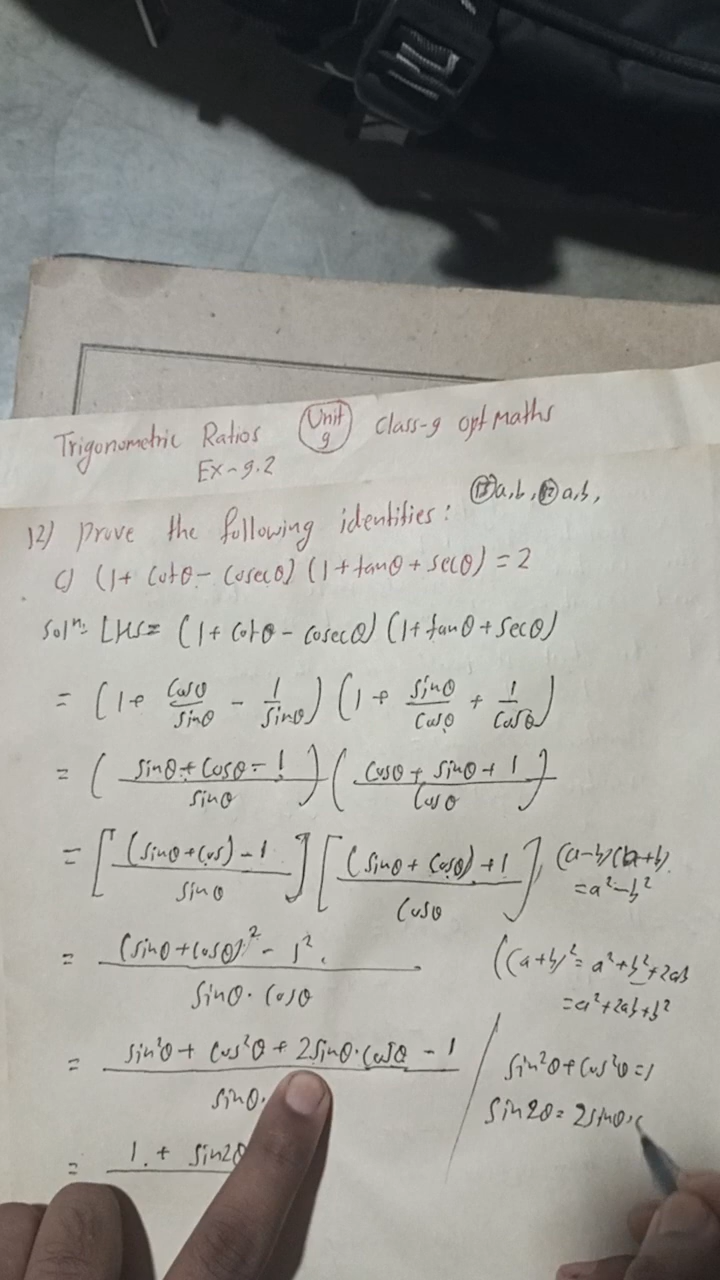 Trigonometric Ratios Unit 9 Class-9 opt Maths
Ex-9.2
a,b, a,b,
12) Prove the following identities:
c) (1+ Cotθ - Cosecθ) (1+tanθ+secθ) = 2
Solⁿ: LHS= (1+Cotθ - cosecθ) (1+tanθ+Secθ)
= (1+ Cosθ/Sinθ - 1/Sinθ) (1+ Sinθ/Cosθ + 1/Cosθ)
= ( Sinθ+Cosθ-1 / Sinθ ) ( Cosθ+Sinθ+1 / Cosθ )
= [ (Sinθ+Cos)-1 / Sinθ ] [ (Sinθ+Cosθ)+1 / Cosθ ], (a-b)(a+b)
=a²-b²
= (Sinθ+Cosθ)² - 1² / Sinθ·Cosθ
((a+b)²= a²+b²+2ab
=a²+2ab+b²
= Sin²θ + Cos²θ + 2Sinθ·Cosθ - 1 / Sinθ·
Sin²θ+Cos²θ=1
Sin2θ= 2Sinθ·c
= 1 + Sin2θ